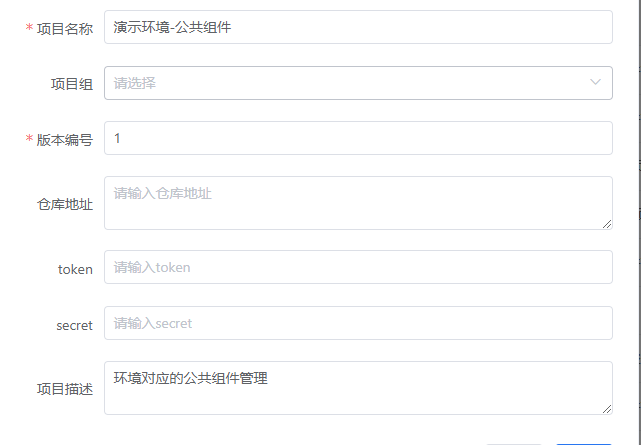 * 项目名称 演示环境-公共组件
项目组 请选择
* 版本编号 1
仓库地址 请输入仓库地址
token 请输入token
secret 请输入secret
项目描述 环境对应的公共组件管理